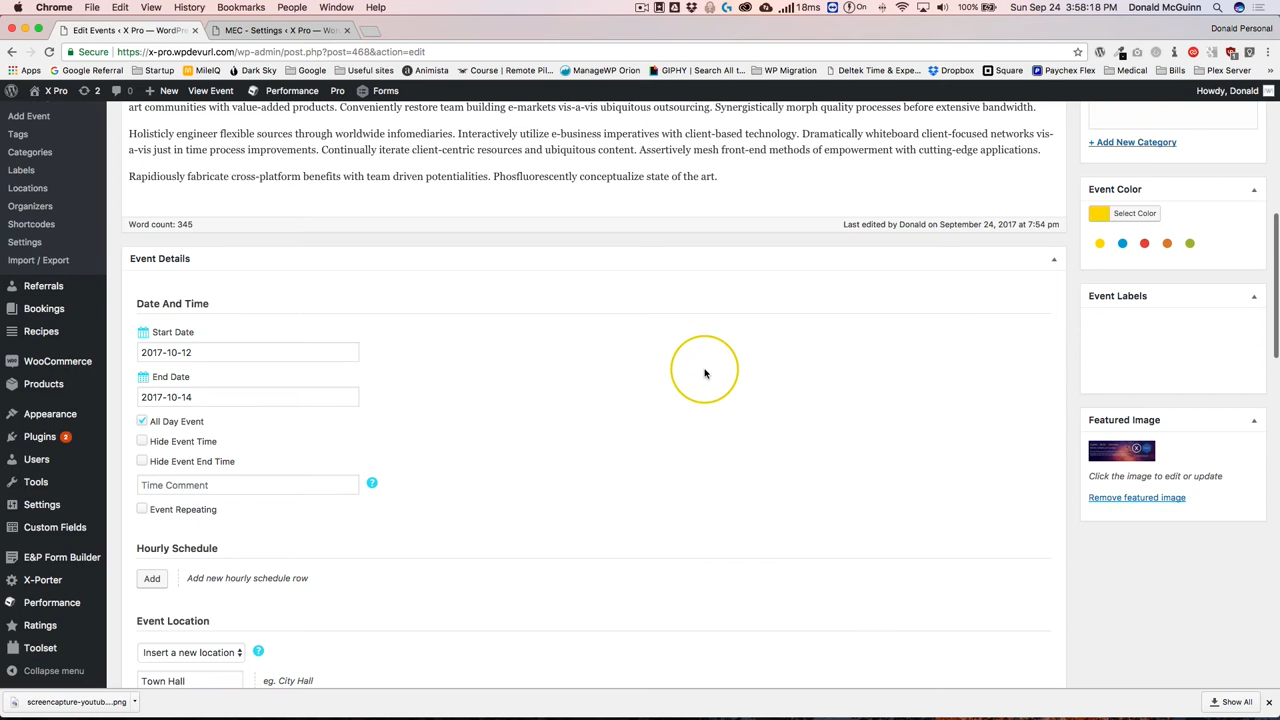 Chrome File Edit View History Bookmarks People Window Help 18ms On 100% Sun Sep 24 3:58:18 PM Donald McGuinn
Edit Events ‹ X Pro — WordPre × MEC - Settings ‹ X Pro — Wor × Donald Personal
Secure https://x-pro.wpdevurl.com/wp-admin/post.php?post=468&action=edit
Apps Google Referral Startup MileIQ Dark Sky Google Useful sites Animista Course | Remote Pil... ManageWP Orion GIPHY | Search All t... WP Migration Deltek Time & Expe... Dropbox Square Paychex Flex Medical Bills Plex Server
X Pro 2 0 + New View Event Performance Pro Forms Howdy, Donald
Add Event
Tags
Categories
Labels
Locations
Organizers
Shortcodes
Settings
Import / Export
Referrals
Bookings
Recipes
WooCommerce
Products
Appearance
Plugins 2
Users
Tools
Settings
Custom Fields
E&P Form Builder
X-Porter
Performance
Ratings
Toolset
Collapse menu
art communities with value-added products. Conveniently restore team building e-markets vis-a-vis ubiquitous outsourcing. Synergistically morph quality processes before extensive bandwidth.
Holisticly engineer flexible sources through worldwide infomediaries. Interactively utilize e-business imperatives with client-based technology. Dramatically whiteboard client-focused networks vis-
a-vis just in time process improvements. Continually iterate client-centric resources and ubiquitous content. Assertively mesh front-end methods of empowerment with cutting-edge applications.
Rapidiously fabricate cross-platform benefits with team driven potentialities. Phosfluorescently conceptualize state of the art.
Word count: 345 Last edited by Donald on September 24, 2017 at 7:54 pm
Event Details
Date And Time
Start Date
2017-10-12
End Date
2017-10-14
All Day Event
Hide Event Time
Hide Event End Time
Time Comment ?
Event Repeating
Hourly Schedule
Add Add new hourly schedule row
Event Location
Insert a new location ?
Town Hall eg. City Hall
+ Add New Category
Event Color
Select Color
Event Labels
Featured Image
Click the image to edit or update
Remove featured image
screencapture-youtub....png Show All